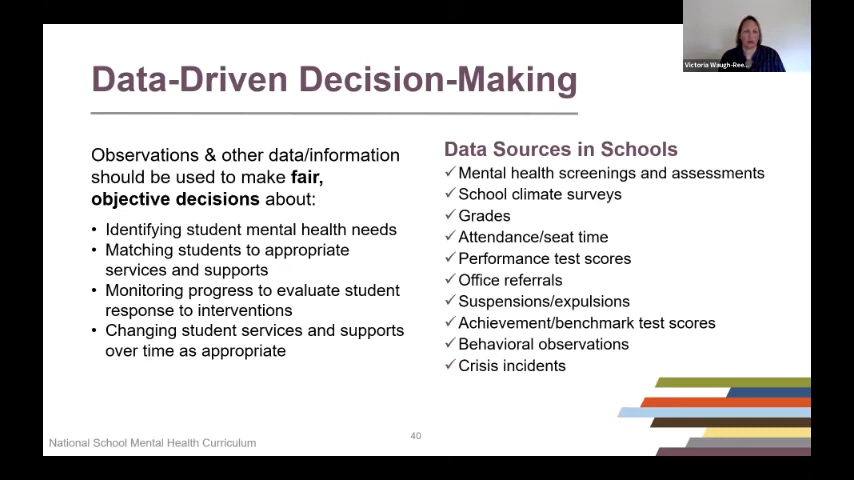 Data-Driven Decision-Making
Victoria Waugh-Ree...
Observations & other data/information
should be used to make fair,
objective decisions about:
• Identifying student mental health needs
• Matching students to appropriate
services and supports
• Monitoring progress to evaluate student
response to interventions
• Changing student services and supports
over time as appropriate
Data Sources in Schools
✓Mental health screenings and assessments
✓School climate surveys
✓Grades
✓Attendance/seat time
✓Performance test scores
✓Office referrals
✓Suspensions/expulsions
✓Achievement/benchmark test scores
✓Behavioral observations
✓Crisis incidents
National School Mental Health Curriculum
40